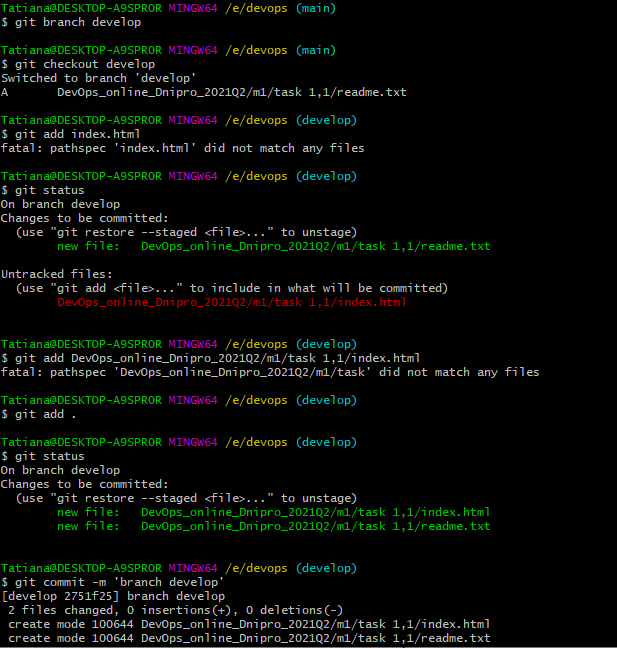 Tatiana@DESKTOP-A9SPROR MINGW64 /e/devops (main)
$ git branch develop
Tatiana@DESKTOP-A9SPROR MINGW64 /e/devops (main)
$ git checkout develop
Switched to branch 'develop'
A       DevOps_online_Dnipro_2021Q2/m1/task 1,1/readme.txt
Tatiana@DESKTOP-A9SPROR MINGW64 /e/devops (develop)
$ git add index.html
fatal: pathspec 'index.html' did not match any files
Tatiana@DESKTOP-A9SPROR MINGW64 /e/devops (develop)
$ git status
On branch develop
Changes to be committed:
  (use "git restore --staged <file>..." to unstage)
        new file:   DevOps_online_Dnipro_2021Q2/m1/task 1,1/readme.txt
Untracked files:
  (use "git add <file>..." to include in what will be committed)
        DevOps_online_Dnipro_2021Q2/m1/task 1,1/index.html
Tatiana@DESKTOP-A9SPROR MINGW64 /e/devops (develop)
$ git add DevOps_online_Dnipro_2021Q2/m1/task 1,1/index.html
fatal: pathspec 'DevOps_online_Dnipro_2021Q2/m1/task' did not match any files
Tatiana@DESKTOP-A9SPROR MINGW64 /e/devops (develop)
$ git add .
Tatiana@DESKTOP-A9SPROR MINGW64 /e/devops (develop)
$ git status
On branch develop
Changes to be committed:
  (use "git restore --staged <file>..." to unstage)
        new file:   DevOps_online_Dnipro_2021Q2/m1/task 1,1/index.html
        new file:   DevOps_online_Dnipro_2021Q2/m1/task 1,1/readme.txt
Tatiana@DESKTOP-A9SPROR MINGW64 /e/devops (develop)
$ git commit -m 'branch develop'
[develop 2751f25] branch develop
 2 files changed, 0 insertions(+), 0 deletions(-)
 create mode 100644 DevOps_online_Dnipro_2021Q2/m1/task 1,1/index.html
 create mode 100644 DevOps_online_Dnipro_2021Q2/m1/task 1,1/readme.txt